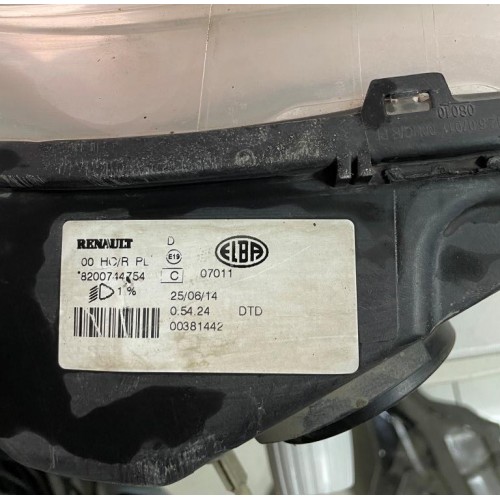 RENAULT D ELBA
00 HC/R PL E19
8200744754 C 07011
1 % 25/06/14
0.54.24 DTD
00381442